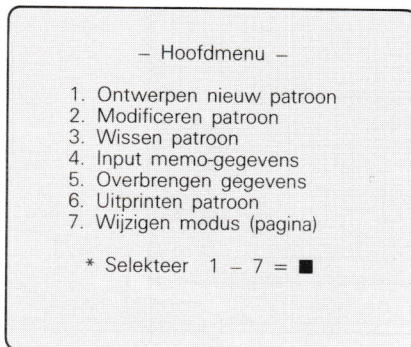 – Hoofdmenu –
1. Ontwerpen nieuw patroon
2. Modificeren patroon
3. Wissen patroon
4. Input memo-gegevens
5. Overbrengen gegevens
6. Uitprinten patroon
7. Wijzigen modus (pagina)
* Selekteer 1 – 7 = ■